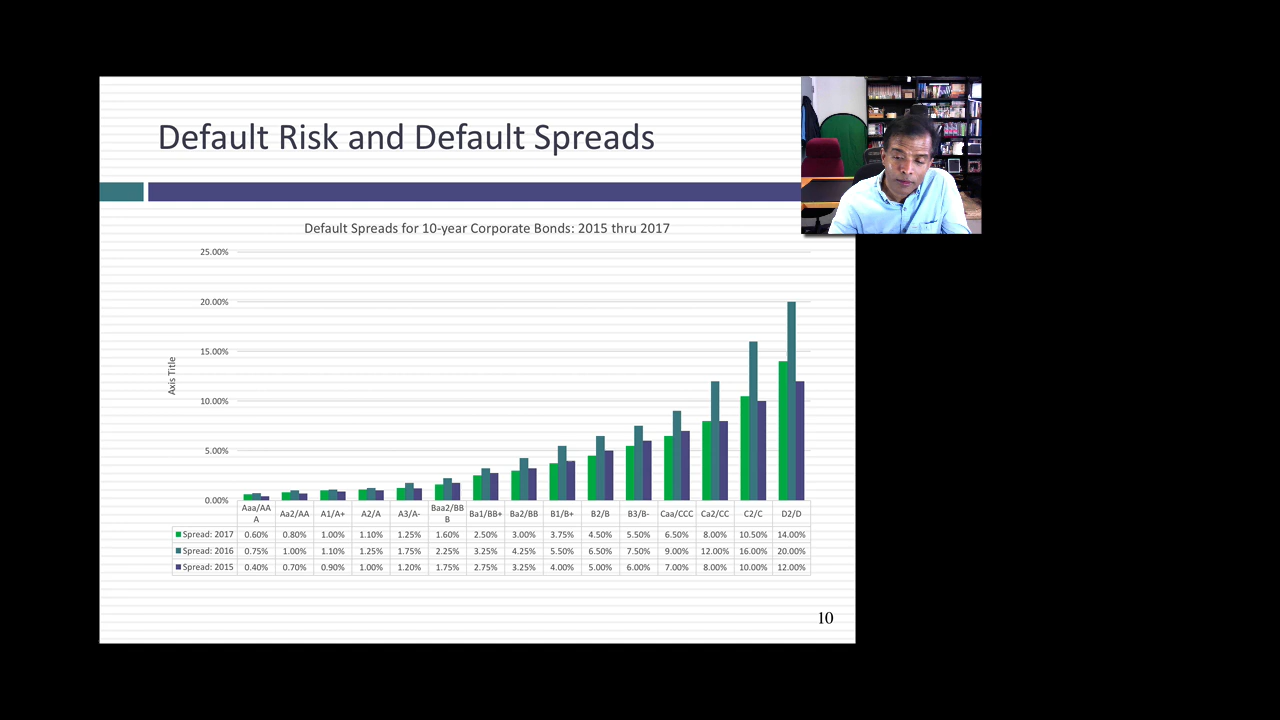 Default Risk and Default Spreads
Default Spreads for 10-year Corporate Bonds: 2015 thru 2017
25.00%
20.00%
15.00%
10.00%
5.00%
0.00%
Axis Title
Aaa/AA A Aa2/AA A1/A+ A2/A A3/A- Baa2/BB B Ba1/BB+ Ba2/BB B1/B+ B2/B B3/B- Caa/CCC Ca2/CC C2/C D2/D
Spread: 2017 0.60% 0.80% 1.00% 1.10% 1.25% 1.60% 2.50% 3.00% 3.75% 4.50% 5.50% 6.50% 8.00% 10.50% 14.00%
Spread: 2016 0.75% 1.00% 1.10% 1.25% 1.75% 2.25% 3.25% 4.25% 5.50% 6.50% 7.50% 9.00% 12.00% 16.00% 20.00%
Spread: 2015 0.40% 0.70% 0.90% 1.00% 1.20% 1.75% 2.75% 3.25% 4.00% 5.00% 6.00% 7.00% 8.00% 10.00% 12.00%
10